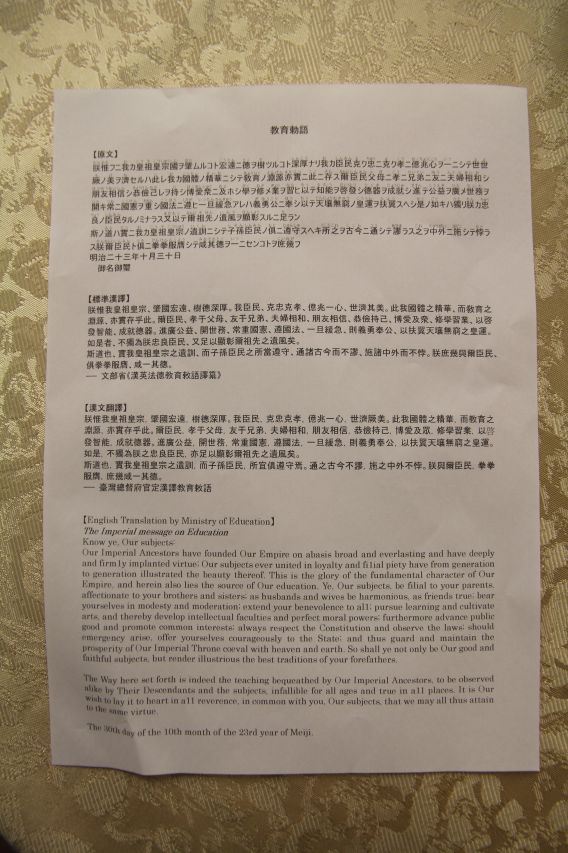 教育勅語
【原文】
朕惟フニ我カ皇祖皇宗國ヲ肇ムルコト宏遠ニ德ヲ樹ツルコト深厚ナリ我カ臣民克ク忠ニ克ク孝ニ億兆心ヲ一ニシテ世世
厥ノ美ヲ濟セルハ此レ我カ國體ノ精華ニシテ教育ノ淵源亦實ニ此ニ存ス爾臣民父母ニ孝ニ兄弟ニ友ニ夫婦相和シ
朋友相信シ恭儉己レヲ持シ博愛衆ニ及ホシ學ヲ修メ業ヲ習ヒ以テ知能ヲ啓發シ德器ヲ成就シ進テ公益ヲ廣メ世務ヲ
開キ常ニ國憲ヲ重シ國法ニ遵ヒ一旦緩急アレハ義勇公ニ奉シ以テ天壤無窮ノ皇運ヲ扶翼スヘシ是ノ如キハ獨リ朕カ忠
良ノ臣民タルノミナラス又以テ爾祖先ノ遺風ヲ顯彰スルニ足ラン
斯ノ道ハ實ニ我カ皇祖皇宗ノ遺訓ニシテ子孫臣民ノ俱ニ遵守スヘキ所之ヲ古今ニ通シテ謬ラス之ヲ中外ニ施シテ悖ラ
ス朕爾臣民ト俱ニ拳拳服膺シテ咸其德ヲ一ニセンコトヲ庶幾フ
明治二十三年十月三十日
御名御璽
【標準漢譯】
朕惟我皇祖皇宗、肇國宏遠、樹德深厚。我臣民、克忠克孝、億兆一心、世濟其美。此我國體之精華、而教育之
淵源、亦實存乎此。爾臣民、孝于父母、友于兄弟、夫婦相和、朋友相信、恭儉持己、博愛及衆、修學習業、以啓
發智能、成就德器。進廣公益、開世務、常重國憲、遵國法、一旦緩急、則義勇奉公、以扶翼天壤無窮之皇運。
如是者、不獨為朕忠良臣民、又足以顯彰爾祖先之遺風矣。
斯道也、實我皇祖皇宗之遺訓、而子孫臣民之所當遵守、通諸古今而不謬、施諸中外而不悖。朕庶幾與爾臣民、
俱拳拳服膺、咸一其德。
── 文部省《漢英法德教育敕語譯纂》
【漢文翻譯】
朕惟我皇祖皇宗，肇國宏遠，樹德深厚。我臣民，克忠克孝，億兆一心，世濟厥美。此我國體之精華，而教育之
淵源，亦實存乎此。爾臣民，孝于父母，友于兄弟，夫婦相和，朋友相信，恭儉持己，博愛及眾，修學習業，以啓
發智能，成就德器。進廣公益，開世務，常重國憲，遵國法，一旦緩急，義勇奉公，以扶翼天壤無窮之皇運。
如是，不獨為朕之忠良臣民，亦足以顯彰爾祖先之遺風矣。
斯道也，實我皇祖皇宗之遺訓，而子孫臣民，所宜俱遵守焉。通之古今不謬，施之中外不悖。朕與爾臣民，拳拳
服膺，庶幾咸一其德。
── 臺灣總督府官定漢譯教育敕語
【English Translation by Ministry of Education】
The Imperial message on Education
Know ye, Our subjects:
Our Imperial Ancestors have founded Our Empire on abasis broad and everlasting and have deeply
and firmly implanted virtue; Our subjects ever united in loyalty and filial piety have from generation
to generation illustrated the beauty thereof. This is the glory of the fundamental character of Our
Empire, and herein also lies the source of Our education. Ye, Our subjects, be filial to your parents,
affectionate to your brothers and sisters; as husbands and wives be harmonious, as friends true; bear
yourselves in modesty and moderation; extend your benevolence to all; pursue learning and cultivate
arts, and thereby develop intellectual faculties and perfect moral powers; furthermore advance public
good and promote common interests; always respect the Constitution and observe the laws; should
emergency arise, offer yourselves courageously to the State; and thus guard and maintain the
prosperity of Our Imperial Throne coeval with heaven and earth. So shall ye not only be Our good and
faithful subjects, but render illustrious the best traditions of your forefathers.
The Way here set forth is indeed the teaching bequeathed by Our Imperial Ancestors, to be observed
alike by Their Descendants and the subjects, infallible for all ages and true in all places. It is Our
wish to lay it to heart in all reverence, in common with you, Our subjects, that we may all thus attain
to the same virtue.
The 30th day of the 10th month of the 23rd year of Meiji.